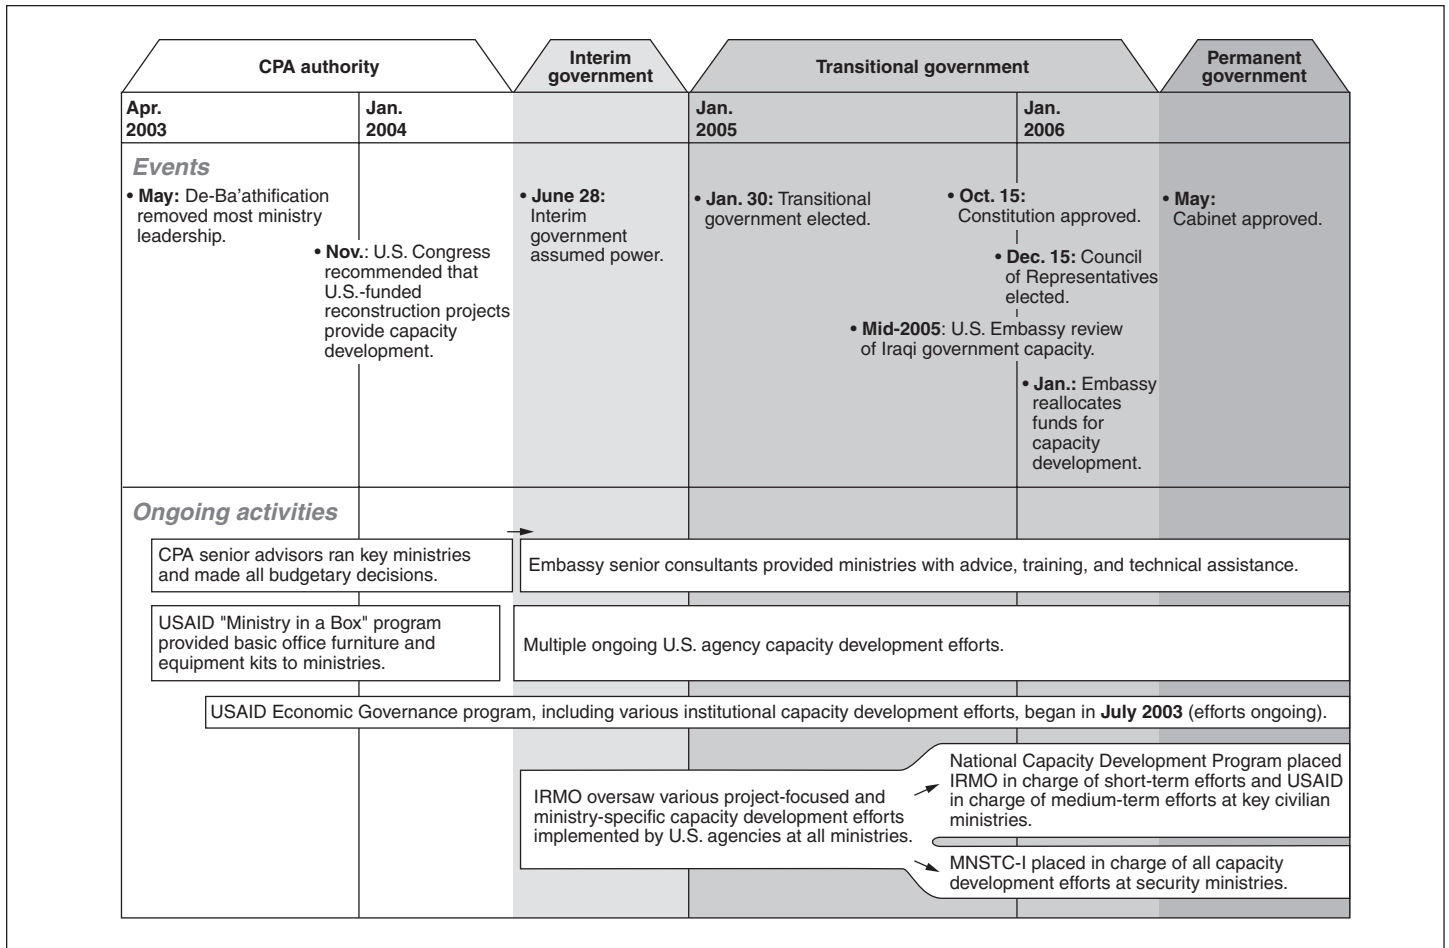 CPA authority
Interim
government
Transitional government
Permanent
government
Apr.
2003
Jan.
2004
Jan.
2005
Jan.
2006
Events
• May: De-Ba’athification
removed most ministry
leadership.
• Nov.: U.S. Congress
recommended that
U.S.-funded
reconstruction projects
provide capacity
development.
• June 28:
Interim
government
assumed power.
• Jan. 30: Transitional
government elected.
• Oct. 15:
Constitution approved.
• Dec. 15: Council
of Representatives
elected.
• Mid-2005: U.S. Embassy review
of Iraqi government capacity.
• Jan.: Embassy
reallocates
funds for
capacity
development.
• May:
Cabinet approved.
Ongoing activities
CPA senior advisors ran key ministries
and made all budgetary decisions.
Embassy senior consultants provided ministries with advice, training, and technical assistance.
USAID "Ministry in a Box" program
provided basic office furniture and
equipment kits to ministries.
Multiple ongoing U.S. agency capacity development efforts.
USAID Economic Governance program, including various institutional capacity development efforts, began in July 2003 (efforts ongoing).
IRMO oversaw various project-focused and
ministry-specific capacity development efforts
implemented by U.S. agencies at all ministries.
National Capacity Development Program placed
IRMO in charge of short-term efforts and USAID
in charge of medium-term efforts at key civilian
ministries.
MNSTC-I placed in charge of all capacity
development efforts at security ministries.